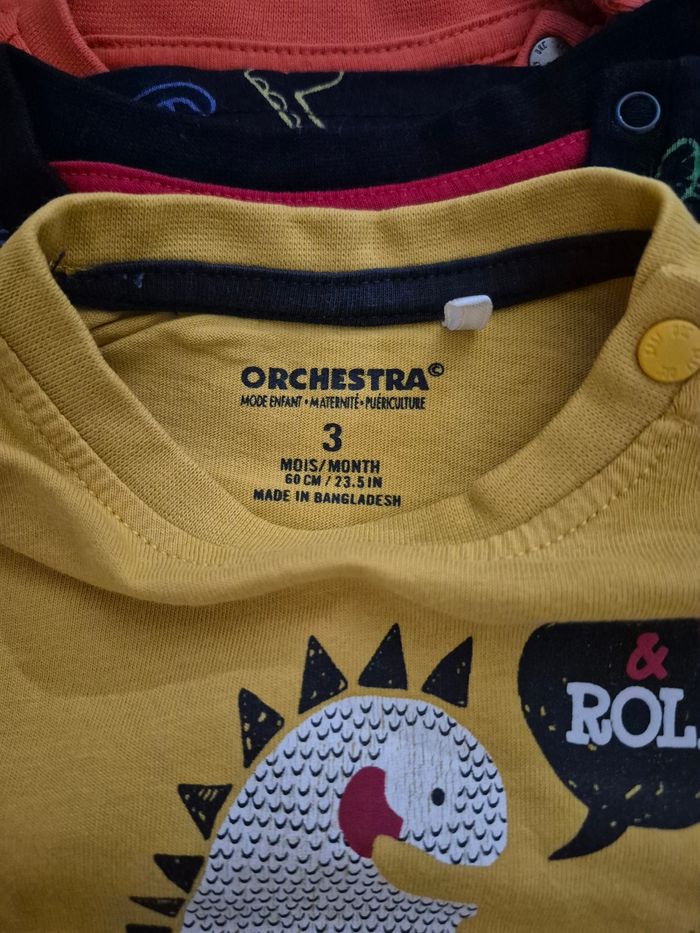 ORCHESTRA©
MODE ENFANT • MATERNITÉ • PUÉRICULTURE
3
MOIS/MONTH
60 CM / 23.5 IN
MADE IN BANGLADESH
&
ROL